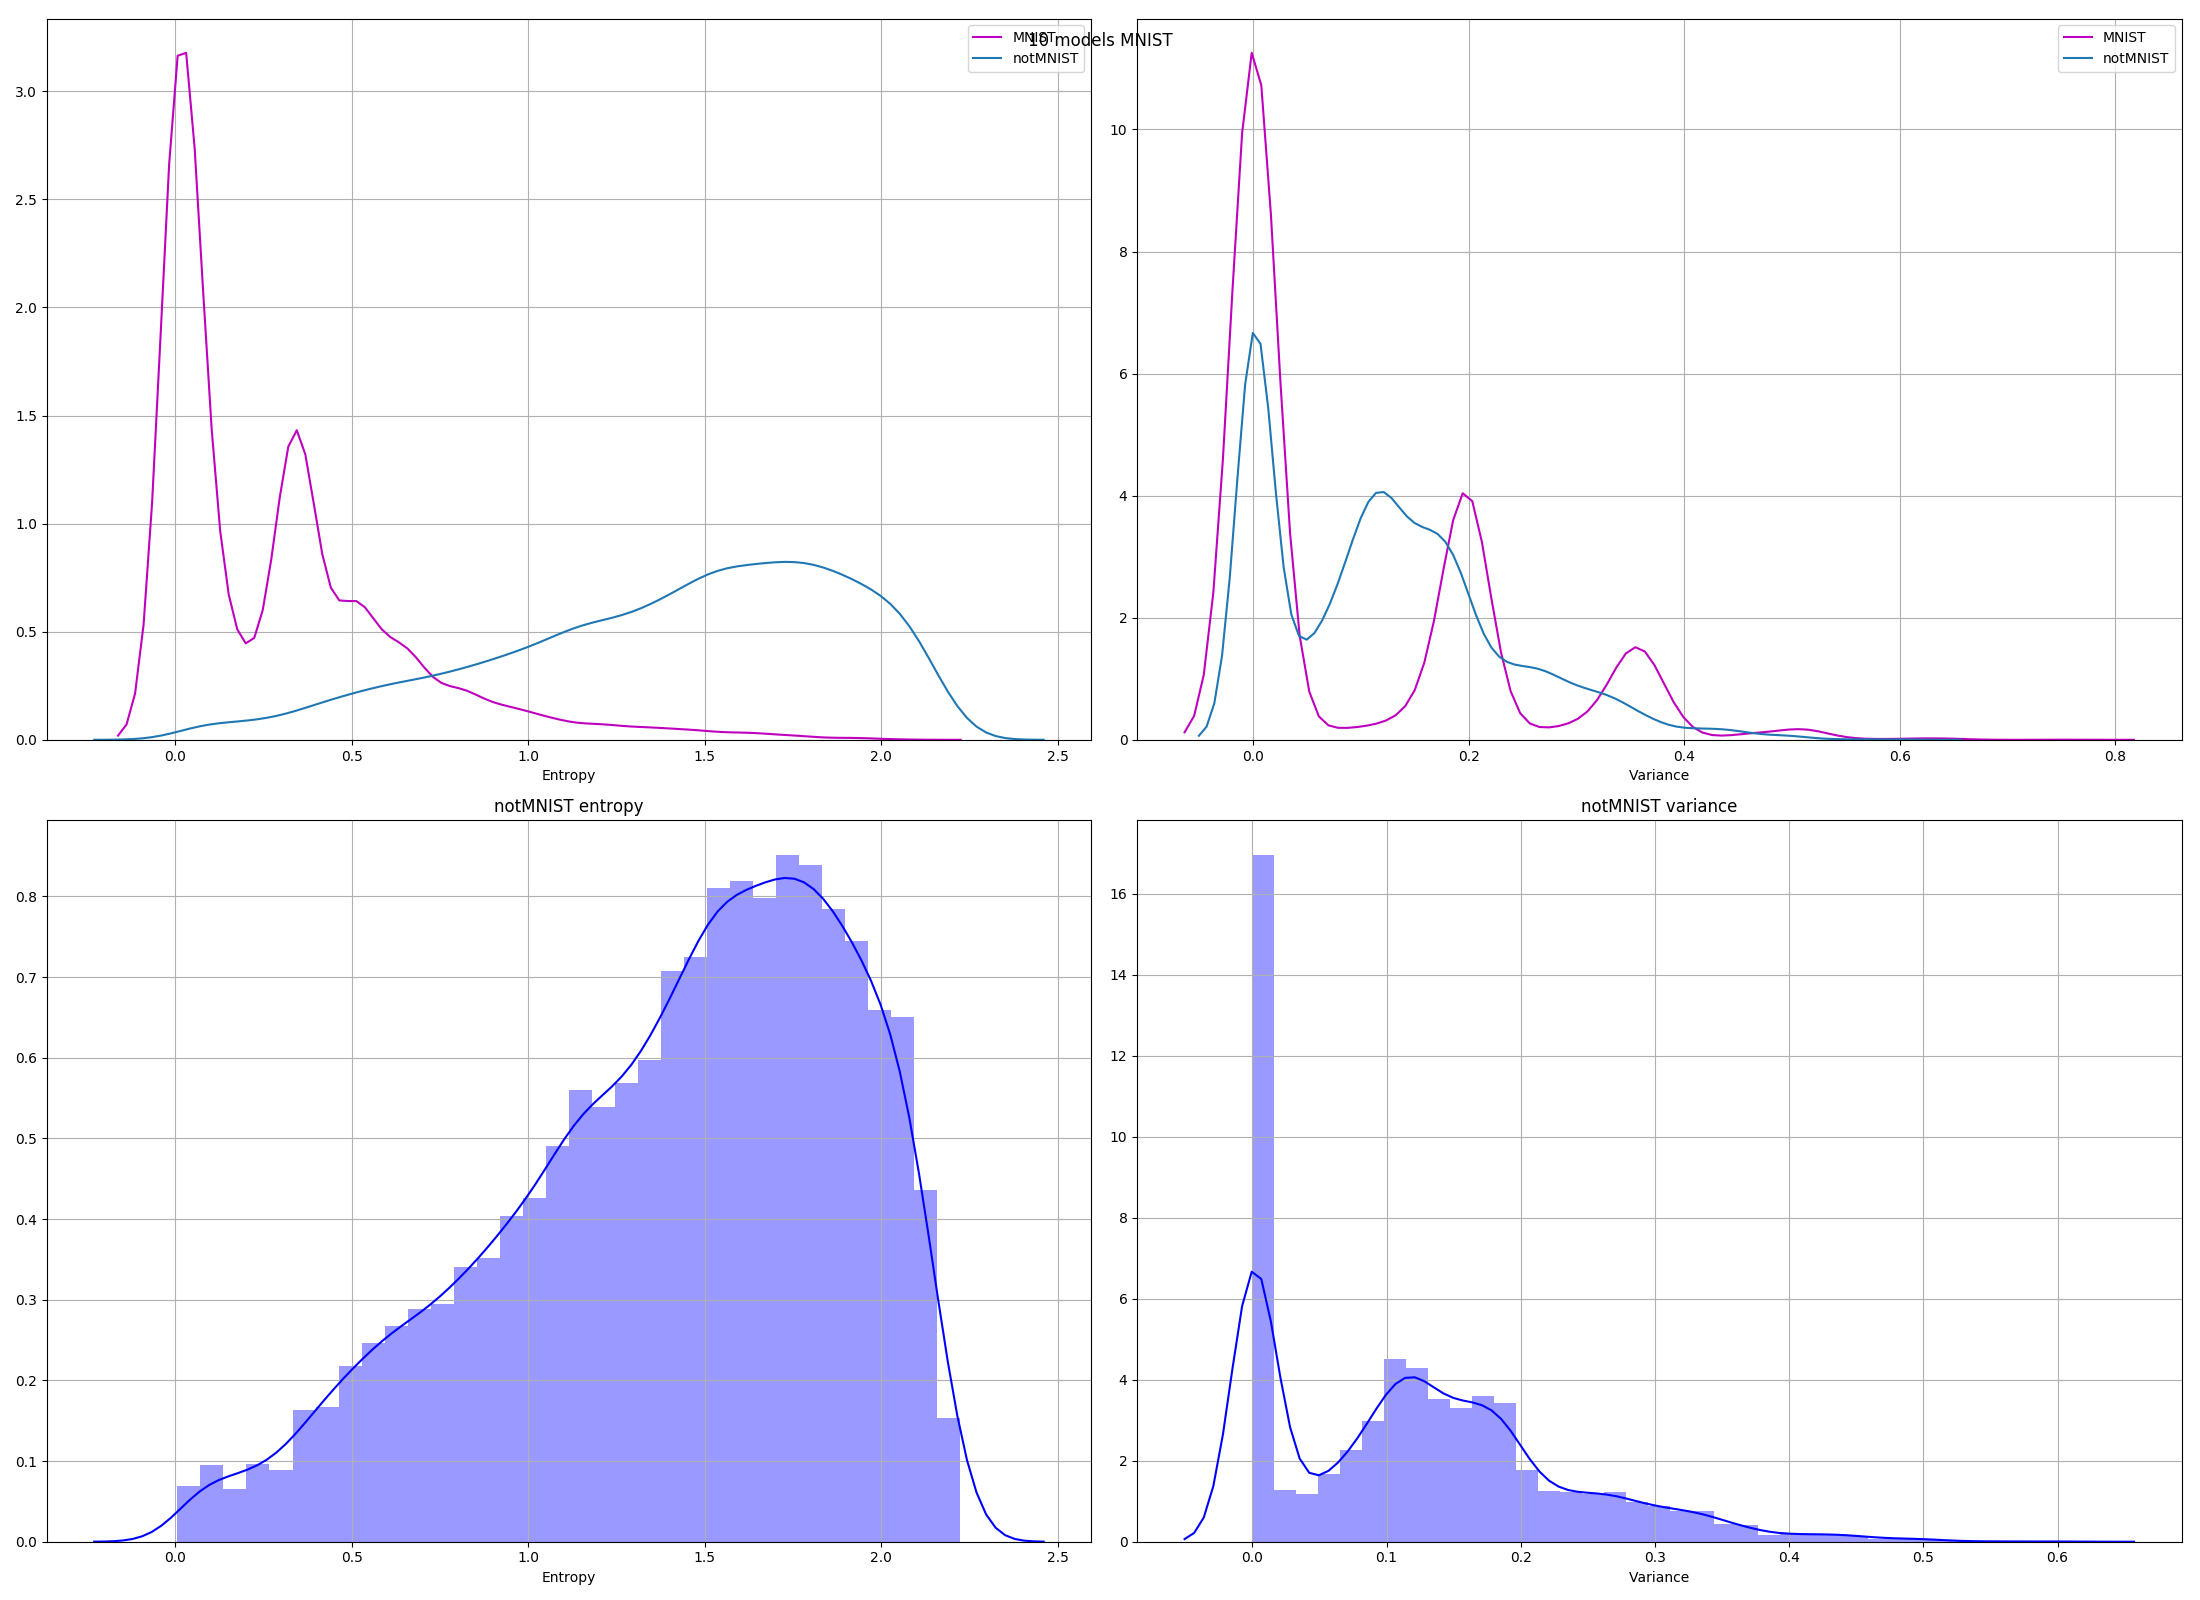 10 models MNIST
MNIST
notMNIST
3.0
2.5
2.0
1.5
1.0
0.5
0.0
0.0 0.5 1.0 1.5 2.0 2.5
Entropy
MNIST
notMNIST
10
8
6
4
2
0
0.0 0.2 0.4 0.6 0.8
Variance
notMNIST entropy
0.8
0.7
0.6
0.5
0.4
0.3
0.2
0.1
0.0
0.0 0.5 1.0 1.5 2.0 2.5
Entropy
notMNIST variance
16
14
12
10
8
6
4
2
0
0.0 0.1 0.2 0.3 0.4 0.5 0.6
Variance